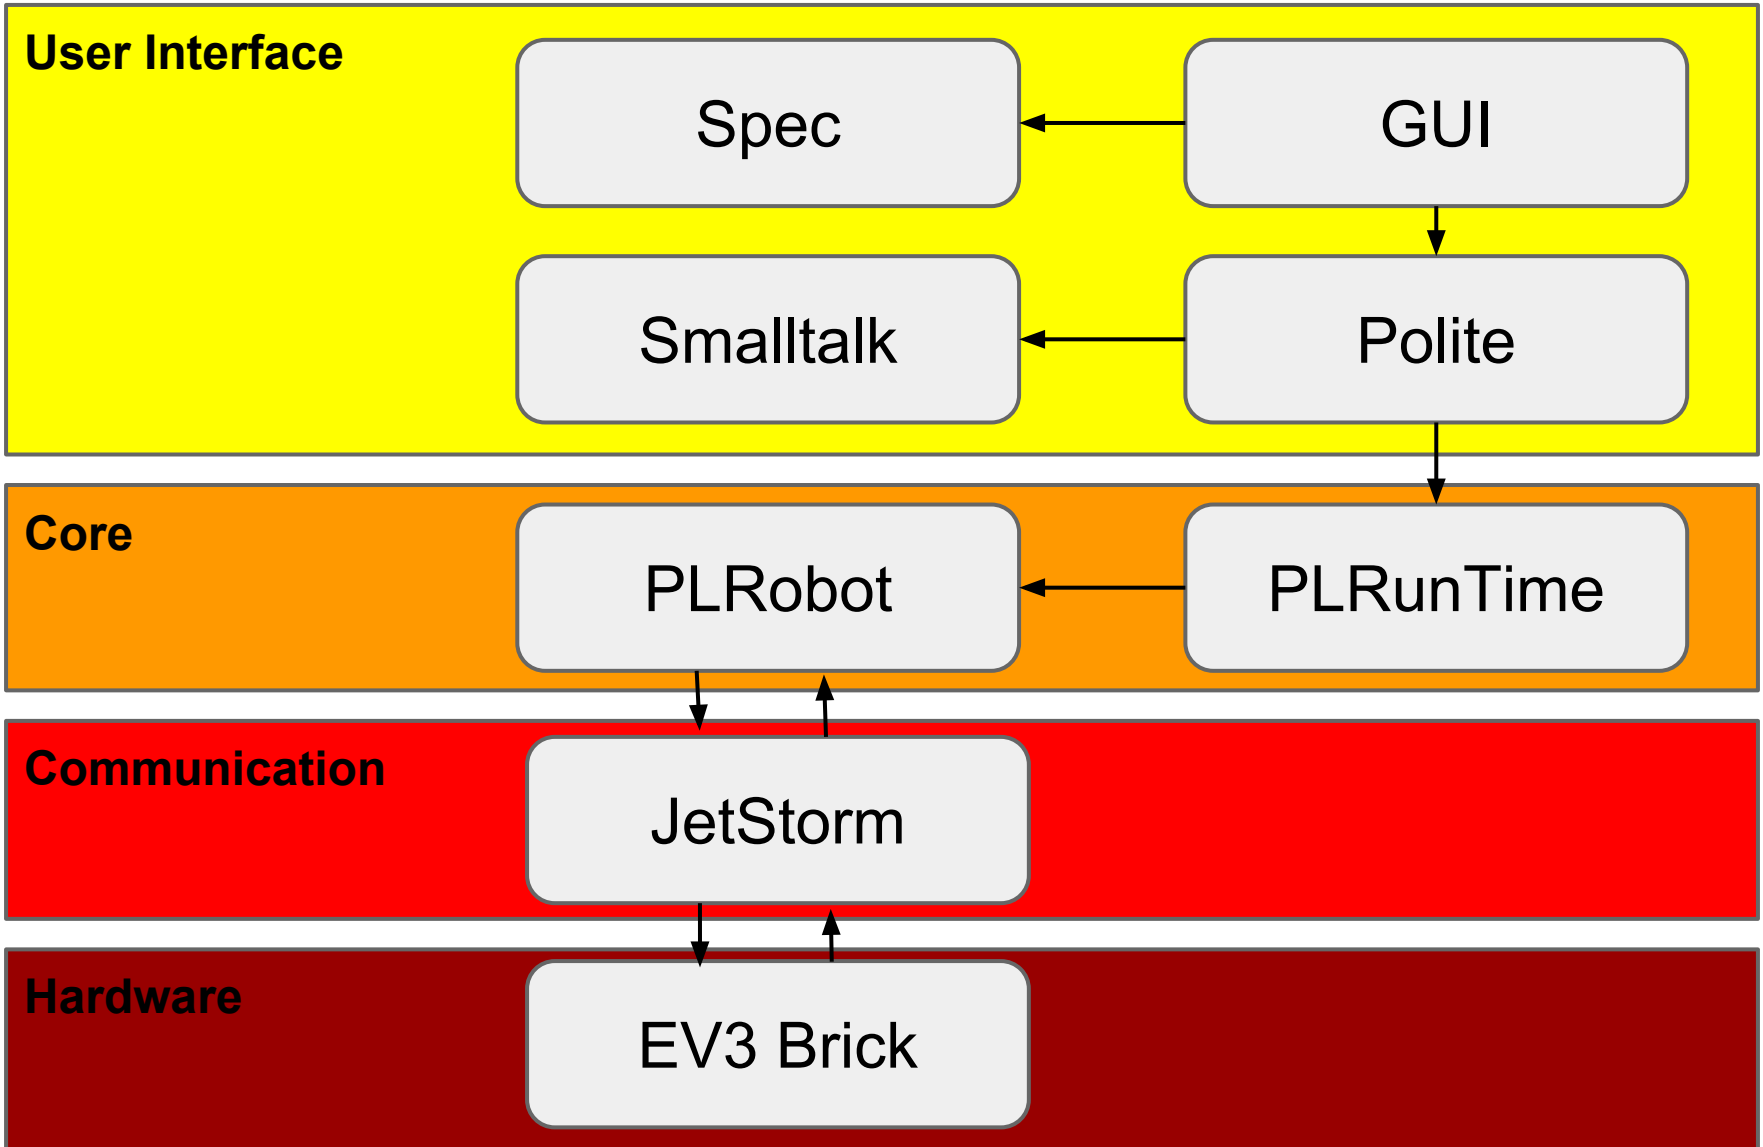 User Interface
Spec
GUI
Smalltalk
Polite
Core
PLRobot
PLRunTime
Communication
JetStorm
Hardware
EV3 Brick